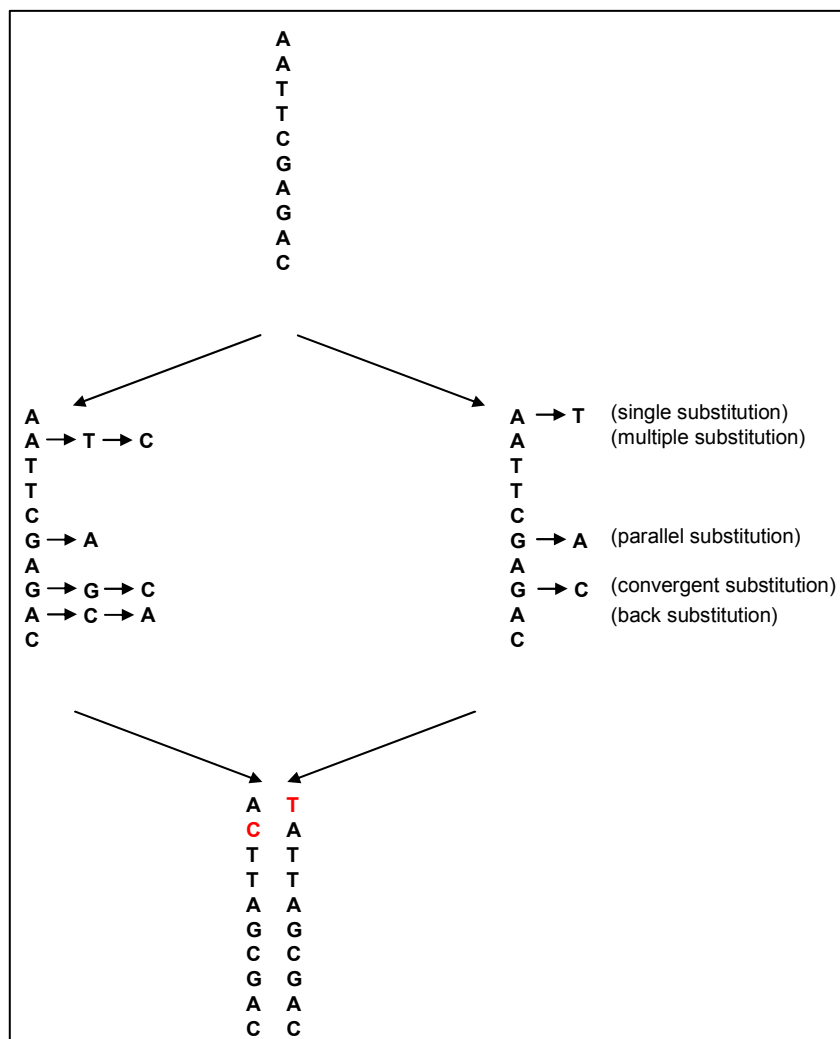 A
A
T
T
C
G
A
G
A
C
A A → T (single substitution)
A → T → C A (multiple substitution)
T T
T T
C C
G → A G → A (parallel substitution)
A A
G → G → C G → C (convergent substitution)
A → C → A A (back substitution)
C C
A T
C A
T T
T T
A A
G G
C C
G G
A A
C C